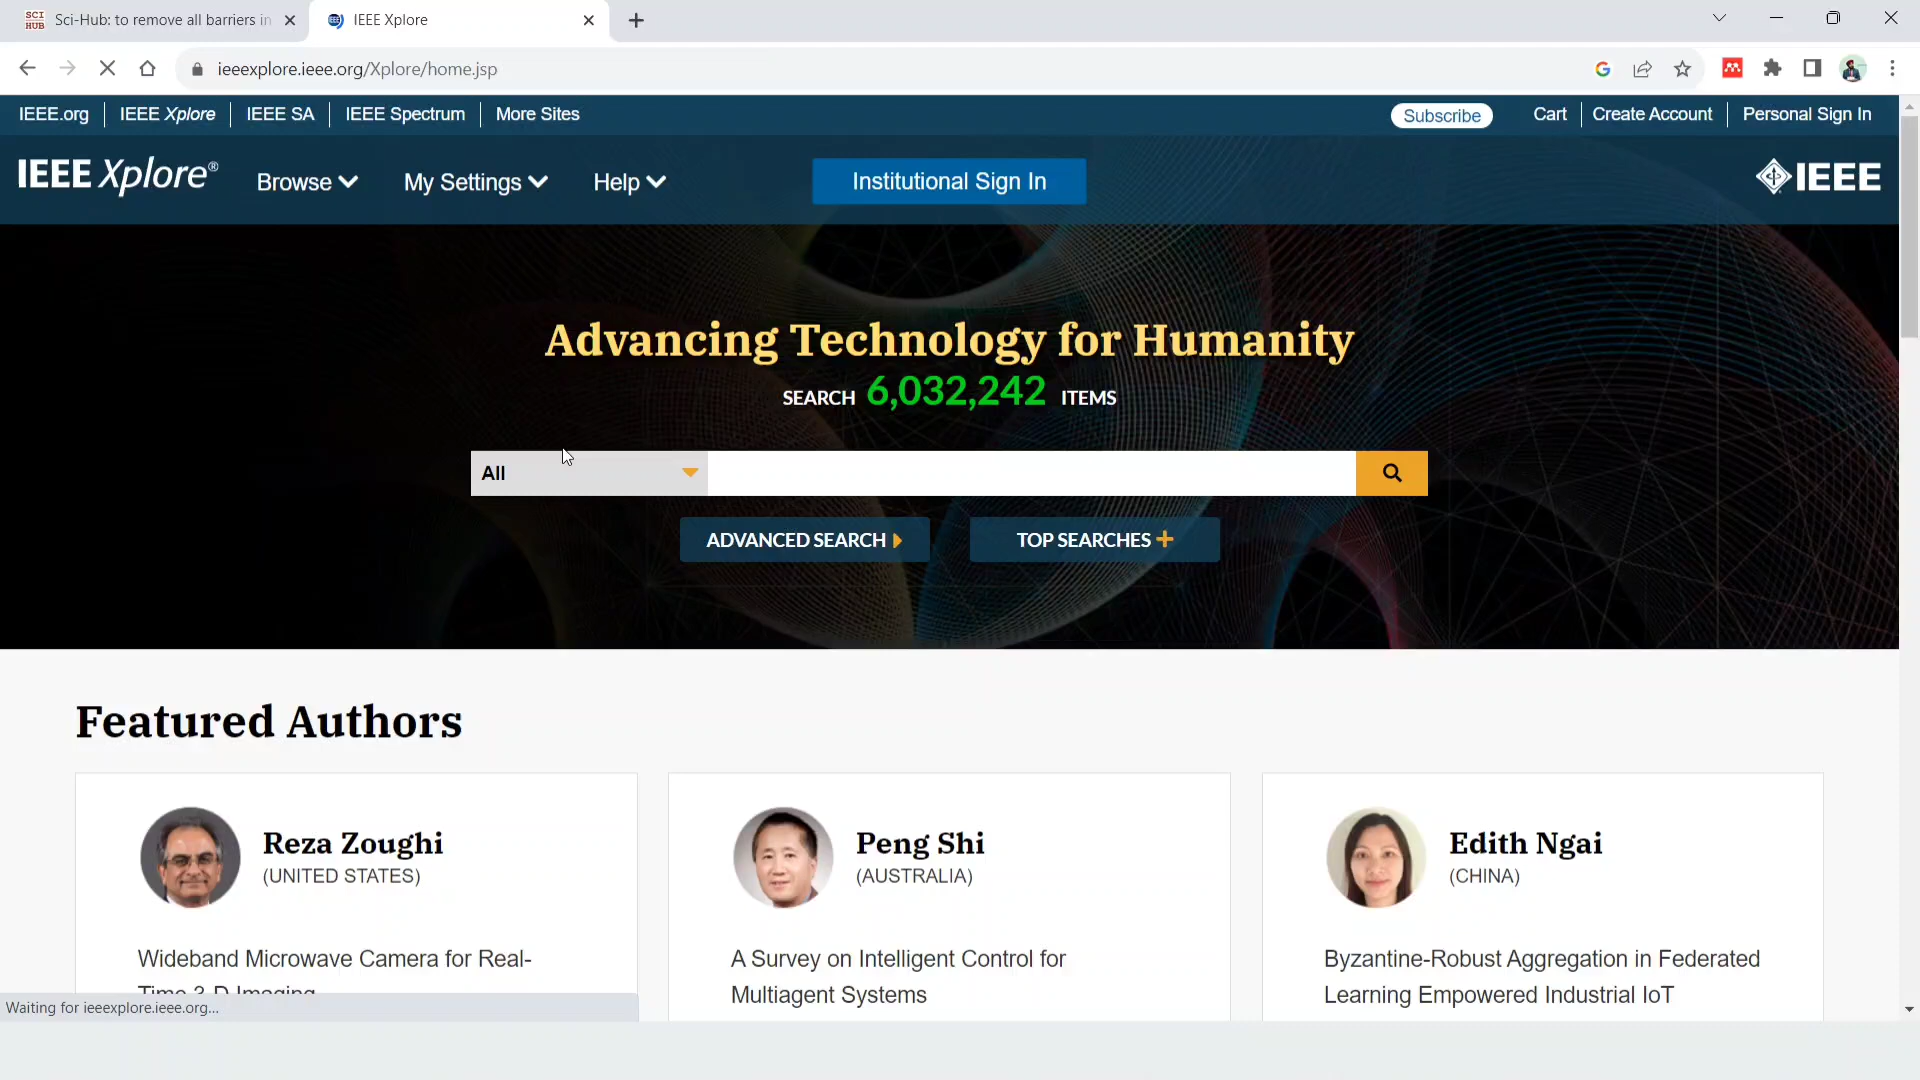 Sci-Hub: to remove all barriers in
IEEE Xplore
ieeexplore.ieee.org/Xplore/home.jsp
IEEE.org
IEEE Xplore
IEEE SA
IEEE Spectrum
More Sites
Subscribe
Cart
Create Account
Personal Sign In
IEEE Xplore®
Browse
My Settings
Help
Institutional Sign In
IEEE
Advancing Technology for Humanity
SEARCH 6,032,242 ITEMS
All
ADVANCED SEARCH
TOP SEARCHES
Featured Authors
Reza Zoughi
(UNITED STATES)
Wideband Microwave Camera for Real-
Time 3-D Imaging
Peng Shi
(AUSTRALIA)
A Survey on Intelligent Control for
Multiagent Systems
Edith Ngai
(CHINA)
Byzantine-Robust Aggregation in Federated
Learning Empowered Industrial IoT
Waiting for ieeexplore.ieee.org...